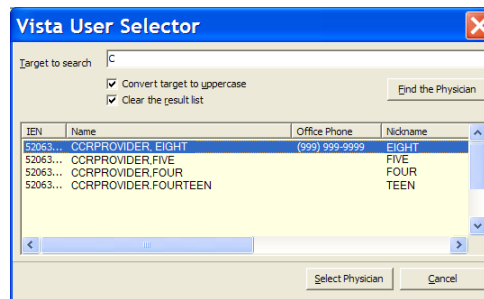 Vista User Selector
Target to search C
Convert target to uppercase
Clear the result list
Find the Physician
IEN Name Office Phone Nickname
52063... CCRPROVIDER, EIGHT (999) 999-9999 EIGHT
52063... CCRPROVIDER,FIVE FIVE
52063... CCRPROVIDER,FOUR FOUR
52063... CCRPROVIDER.FOURTEEN TEEN
Select Physician Cancel